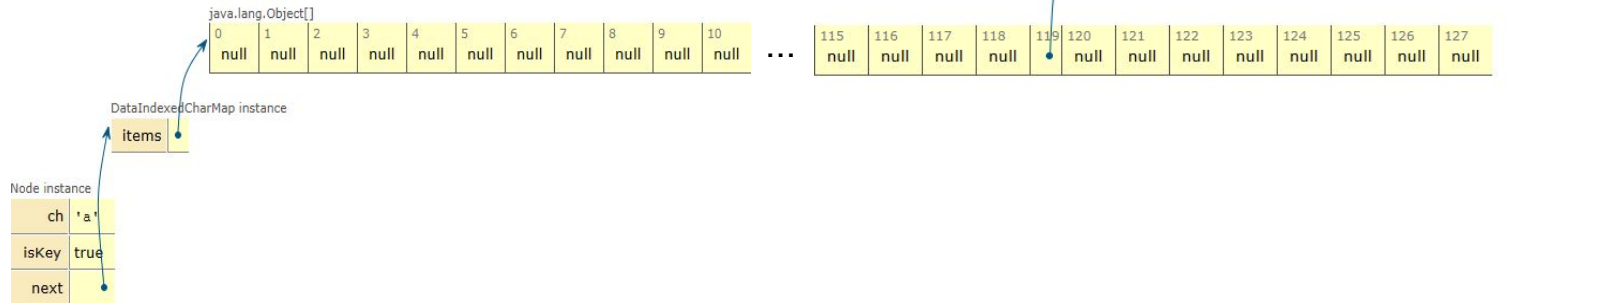 java.lang.Object[]
0 1 2 3 4 5 6 7 8 9 10 115 116 117 118 119 120 121 122 123 124 125 126 127
null null null null null null null null null null null ... null null null null null null null null null null null null
DataIndexedCharMap instance
items
Node instance
ch 'a'
isKey true
next